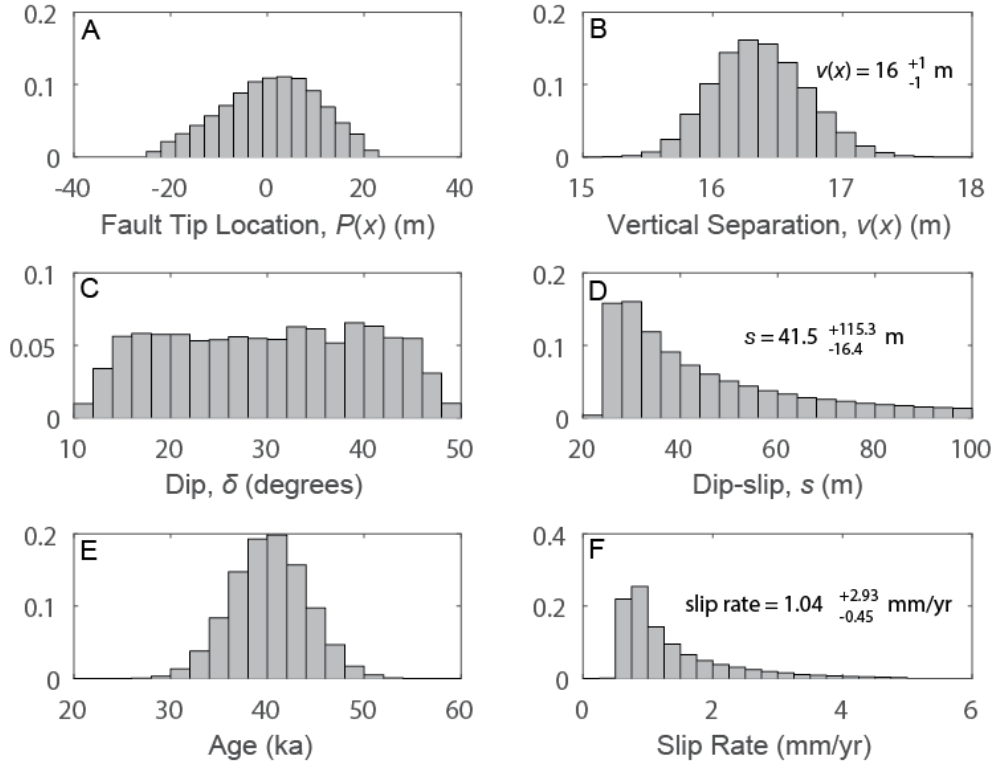 A
0.2
0.1
0
-40 -20 0 20 40
Fault Tip Location, P(x) (m)
B
0.2
0.1
0
v(x) = 16 +1 -1 m
15 16 17 18
Vertical Separation, v(x) (m)
C
0.1
0.05
0
10 20 30 40 50
Dip, δ (degrees)
D
0.2
0.1
0
s = 41.5 +115.3 -16.4 m
20 40 60 80 100
Dip-slip, s (m)
E
0.2
0.1
0
20 30 40 50 60
Age (ka)
F
0.4
0.2
0
slip rate = 1.04 +2.93 -0.45 mm/yr
0 2 4 6
Slip Rate (mm/yr)